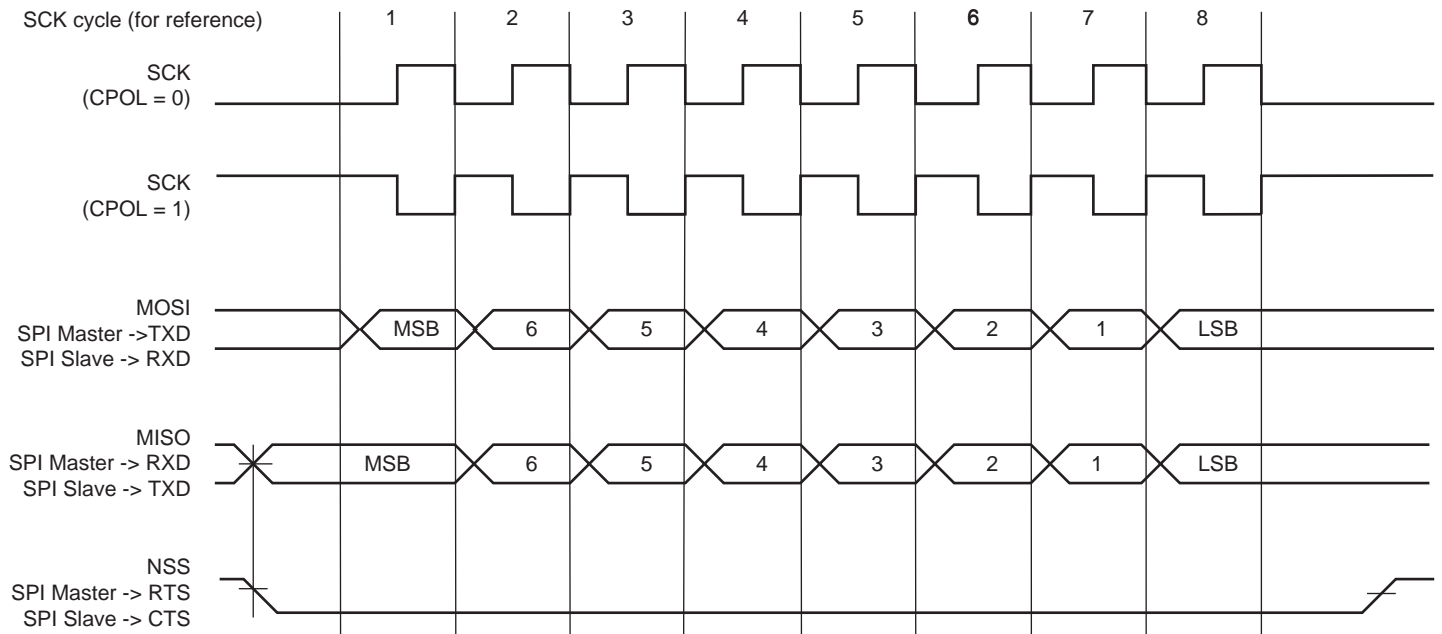 SCK cycle (for reference) 1 2 3 4 5 6 7 8
SCK
(CPOL = 0)
SCK
(CPOL = 1)
MOSI
SPI Master ->TXD
SPI Slave -> RXD
MSB 6 5 4 3 2 1 LSB
MISO
SPI Master -> RXD
SPI Slave -> TXD
MSB 6 5 4 3 2 1 LSB
NSS
SPI Master -> RTS
SPI Slave -> CTS